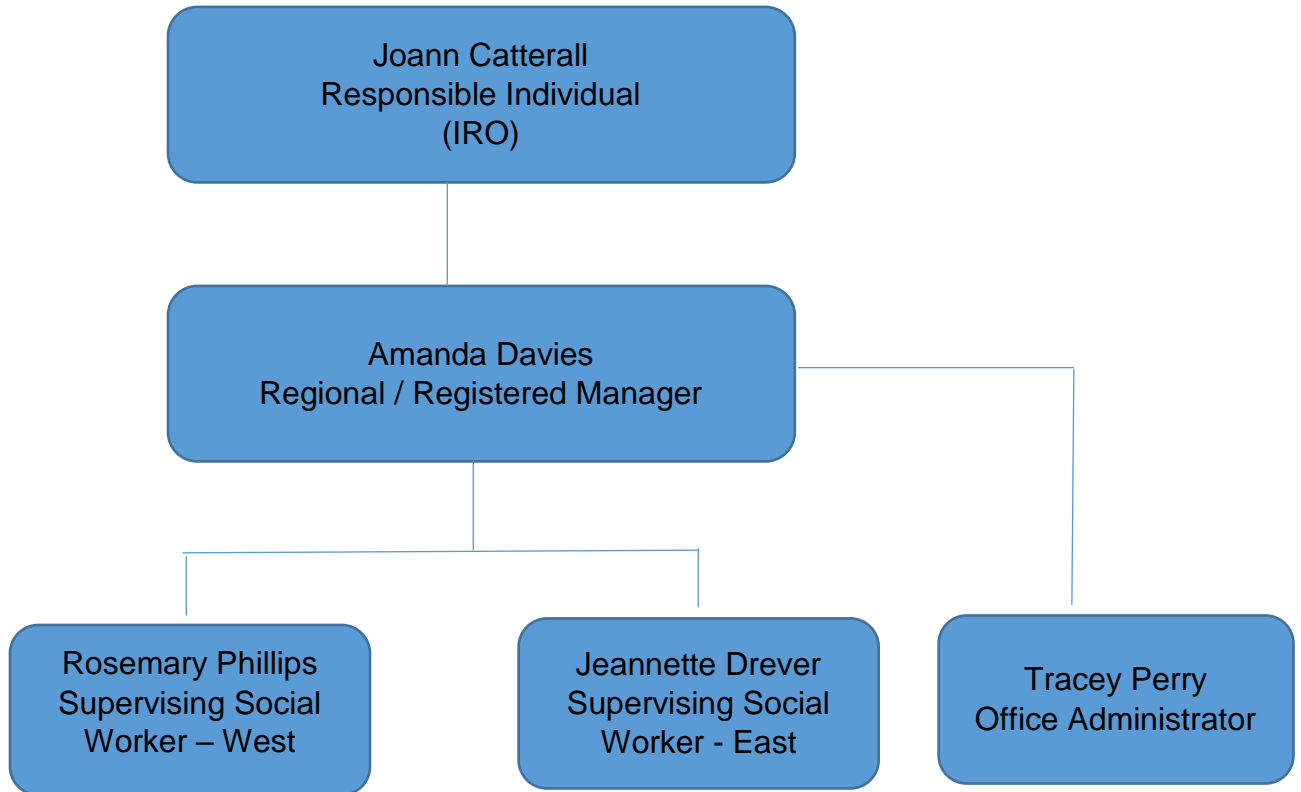 Joann Catterall
Responsible Individual
(IRO)
Amanda Davies
Regional / Registered Manager
Rosemary Phillips
Supervising Social
Worker – West
Jeannette Drever
Supervising Social
Worker - East
Tracey Perry
Office Administrator